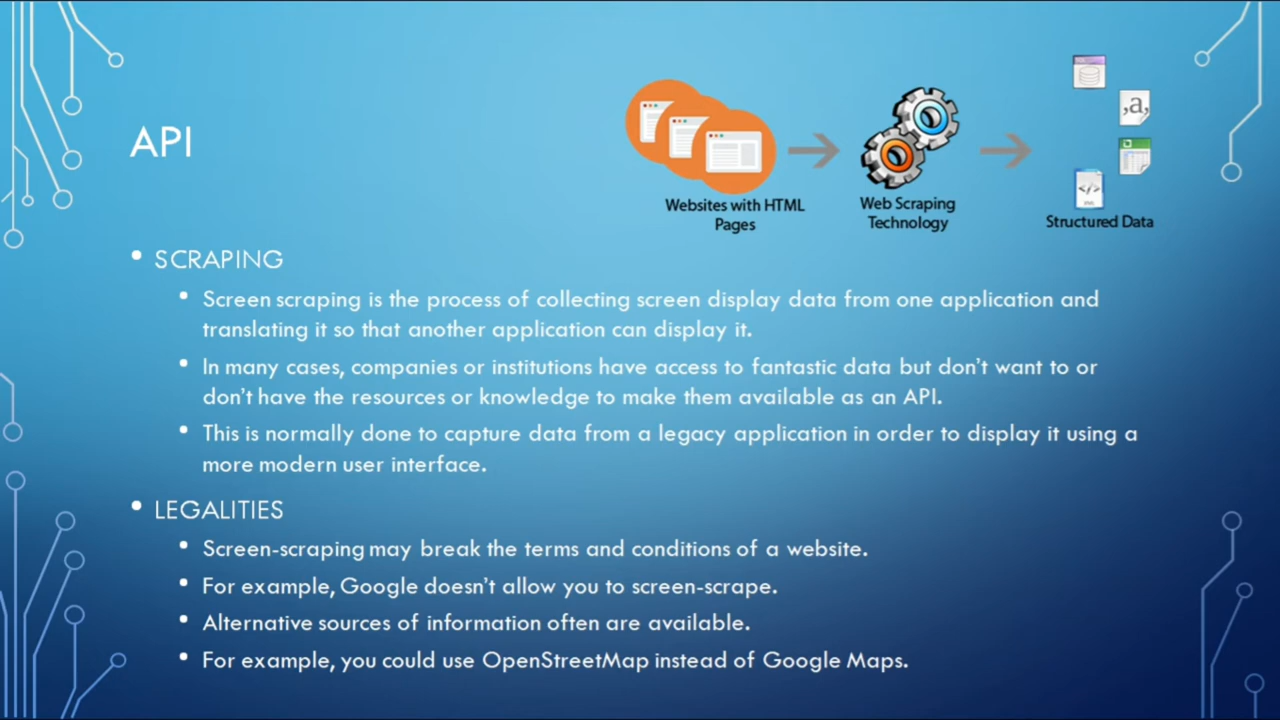 API
Websites with HTML
Pages
Web Scraping
Technology
,a,
Structured Data
• SCRAPING
• Screen scraping is the process of collecting screen display data from one application and
translating it so that another application can display it.
• In many cases, companies or institutions have access to fantastic data but don't want to or
don't have the resources or knowledge to make them available as an API.
• This is normally done to capture data from a legacy application in order to display it using a
more modern user interface.
• LEGALITIES
• Screen-scraping may break the terms and conditions of a website.
• For example, Google doesn't allow you to screen-scrape.
• Alternative sources of information often are available.
• For example, you could use OpenStreetMap instead of Google Maps.